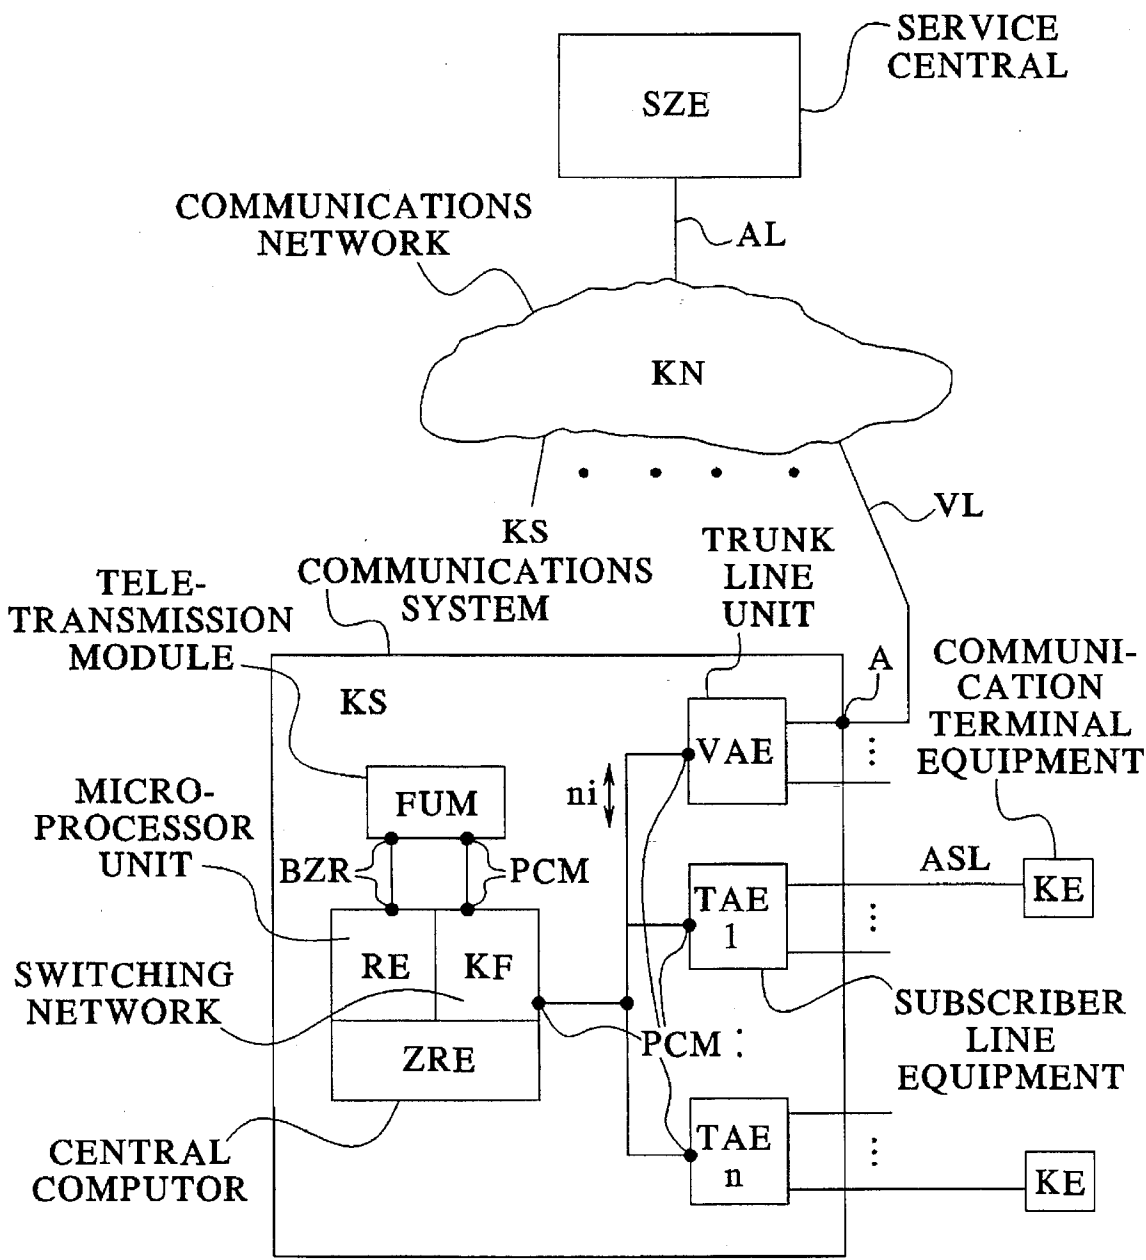 SERVICE
CENTRAL
SZE
COMMUNICATIONS
NETWORK
AL
KN
VL
KS
COMMUNICATIONS
SYSTEM
TRUNK
LINE
UNIT
TELE-
TRANSMISSION
MODULE
A
COMMUNI-
CATION
TERMINAL
EQUIPMENT
KS
VAE
ni
FUM
MICRO-
PROCESSOR
UNIT
BZR
PCM
ASL
KE
TAE
1
RE
KF
SWITCHING
NETWORK
SUBSCRIBER
LINE
EQUIPMENT
PCM
ZRE
CENTRAL
COMPUTOR
TAE
n
KE